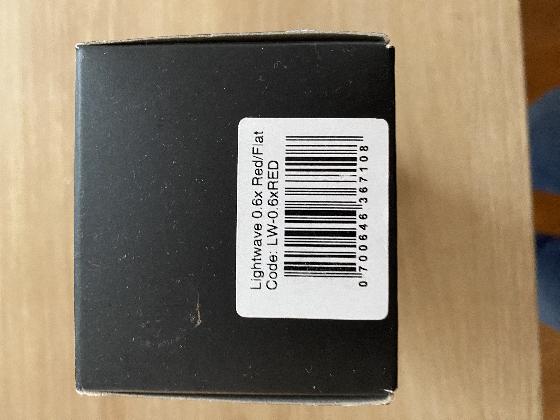 Lightwave 0.6x Red/Flat
Code: LW-0.6xRED
0 700646 367108